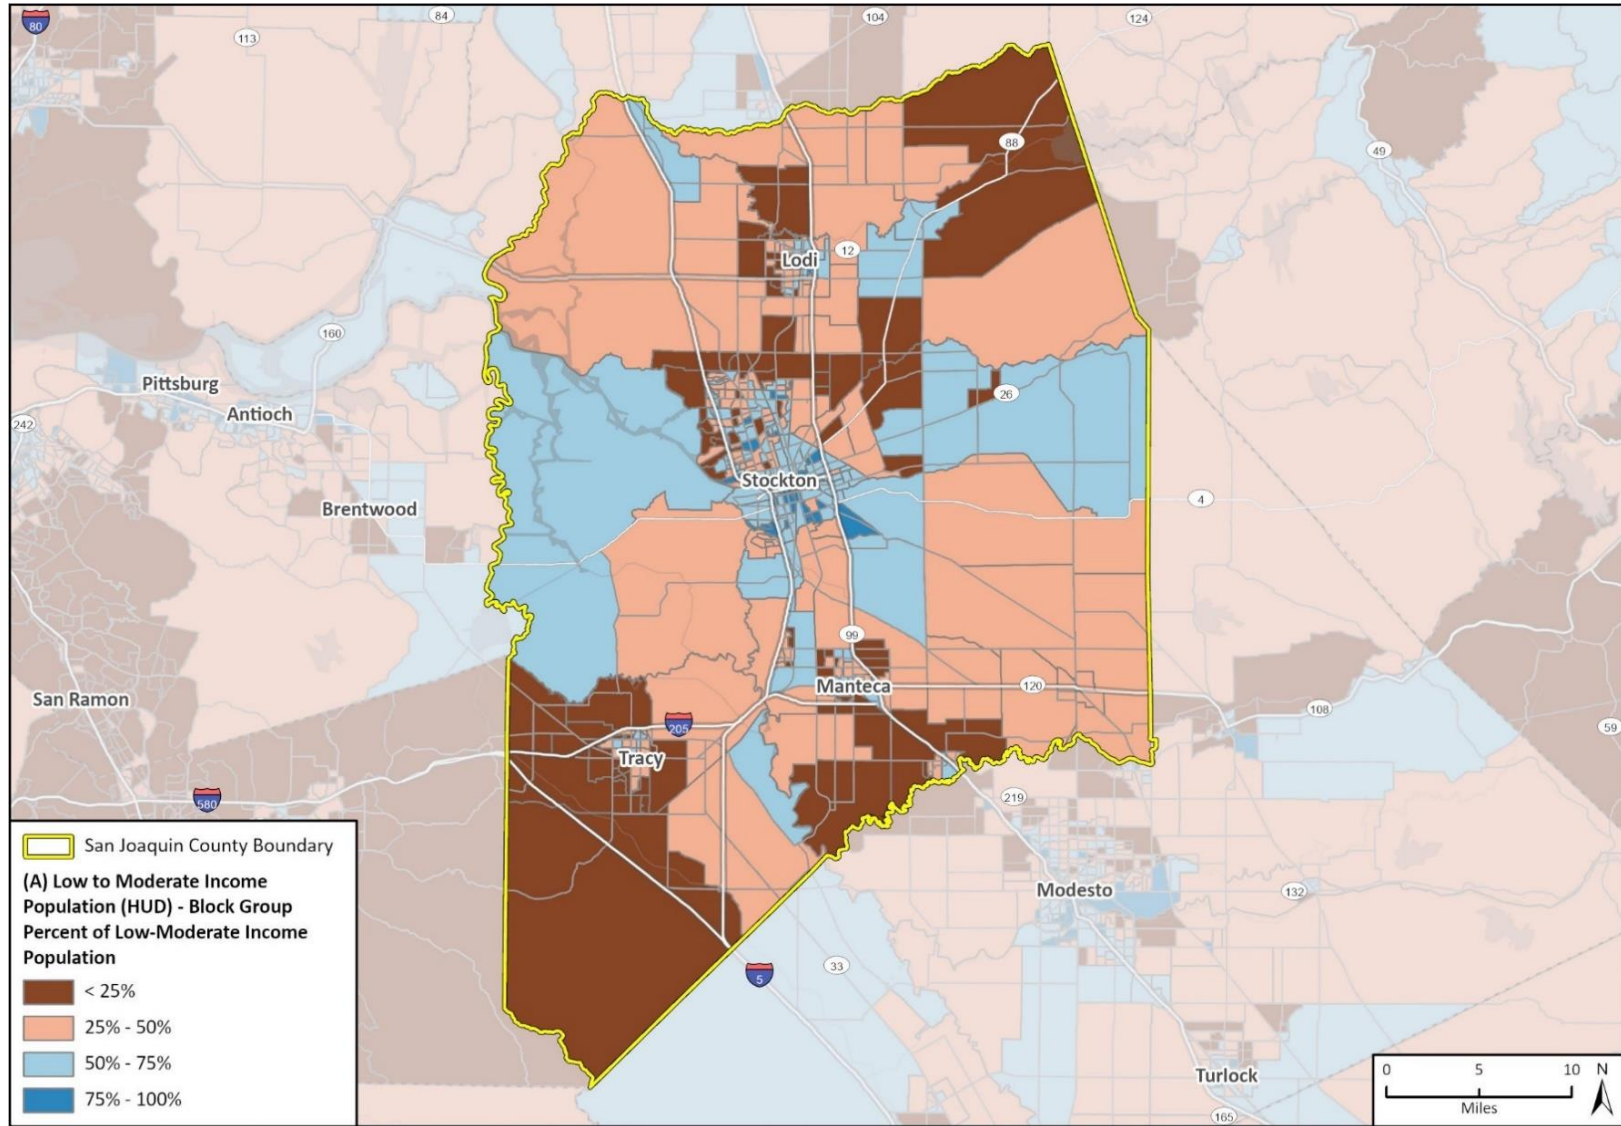 80
84
104
124
113
88
49
12
Lodi
160
Pittsburg
Antioch
26
242
Stockton
4
Brentwood
99
Manteca
120
San Ramon
108
205
59
Tracy
580
219
San Joaquin County Boundary
(A) Low to Moderate Income
Population (HUD) - Block Group
Percent of Low-Moderate Income
Population
< 25%
25% - 50%
50% - 75%
75% - 100%
Modesto
132
33
5
Turlock
165
0 5 10 N
Miles